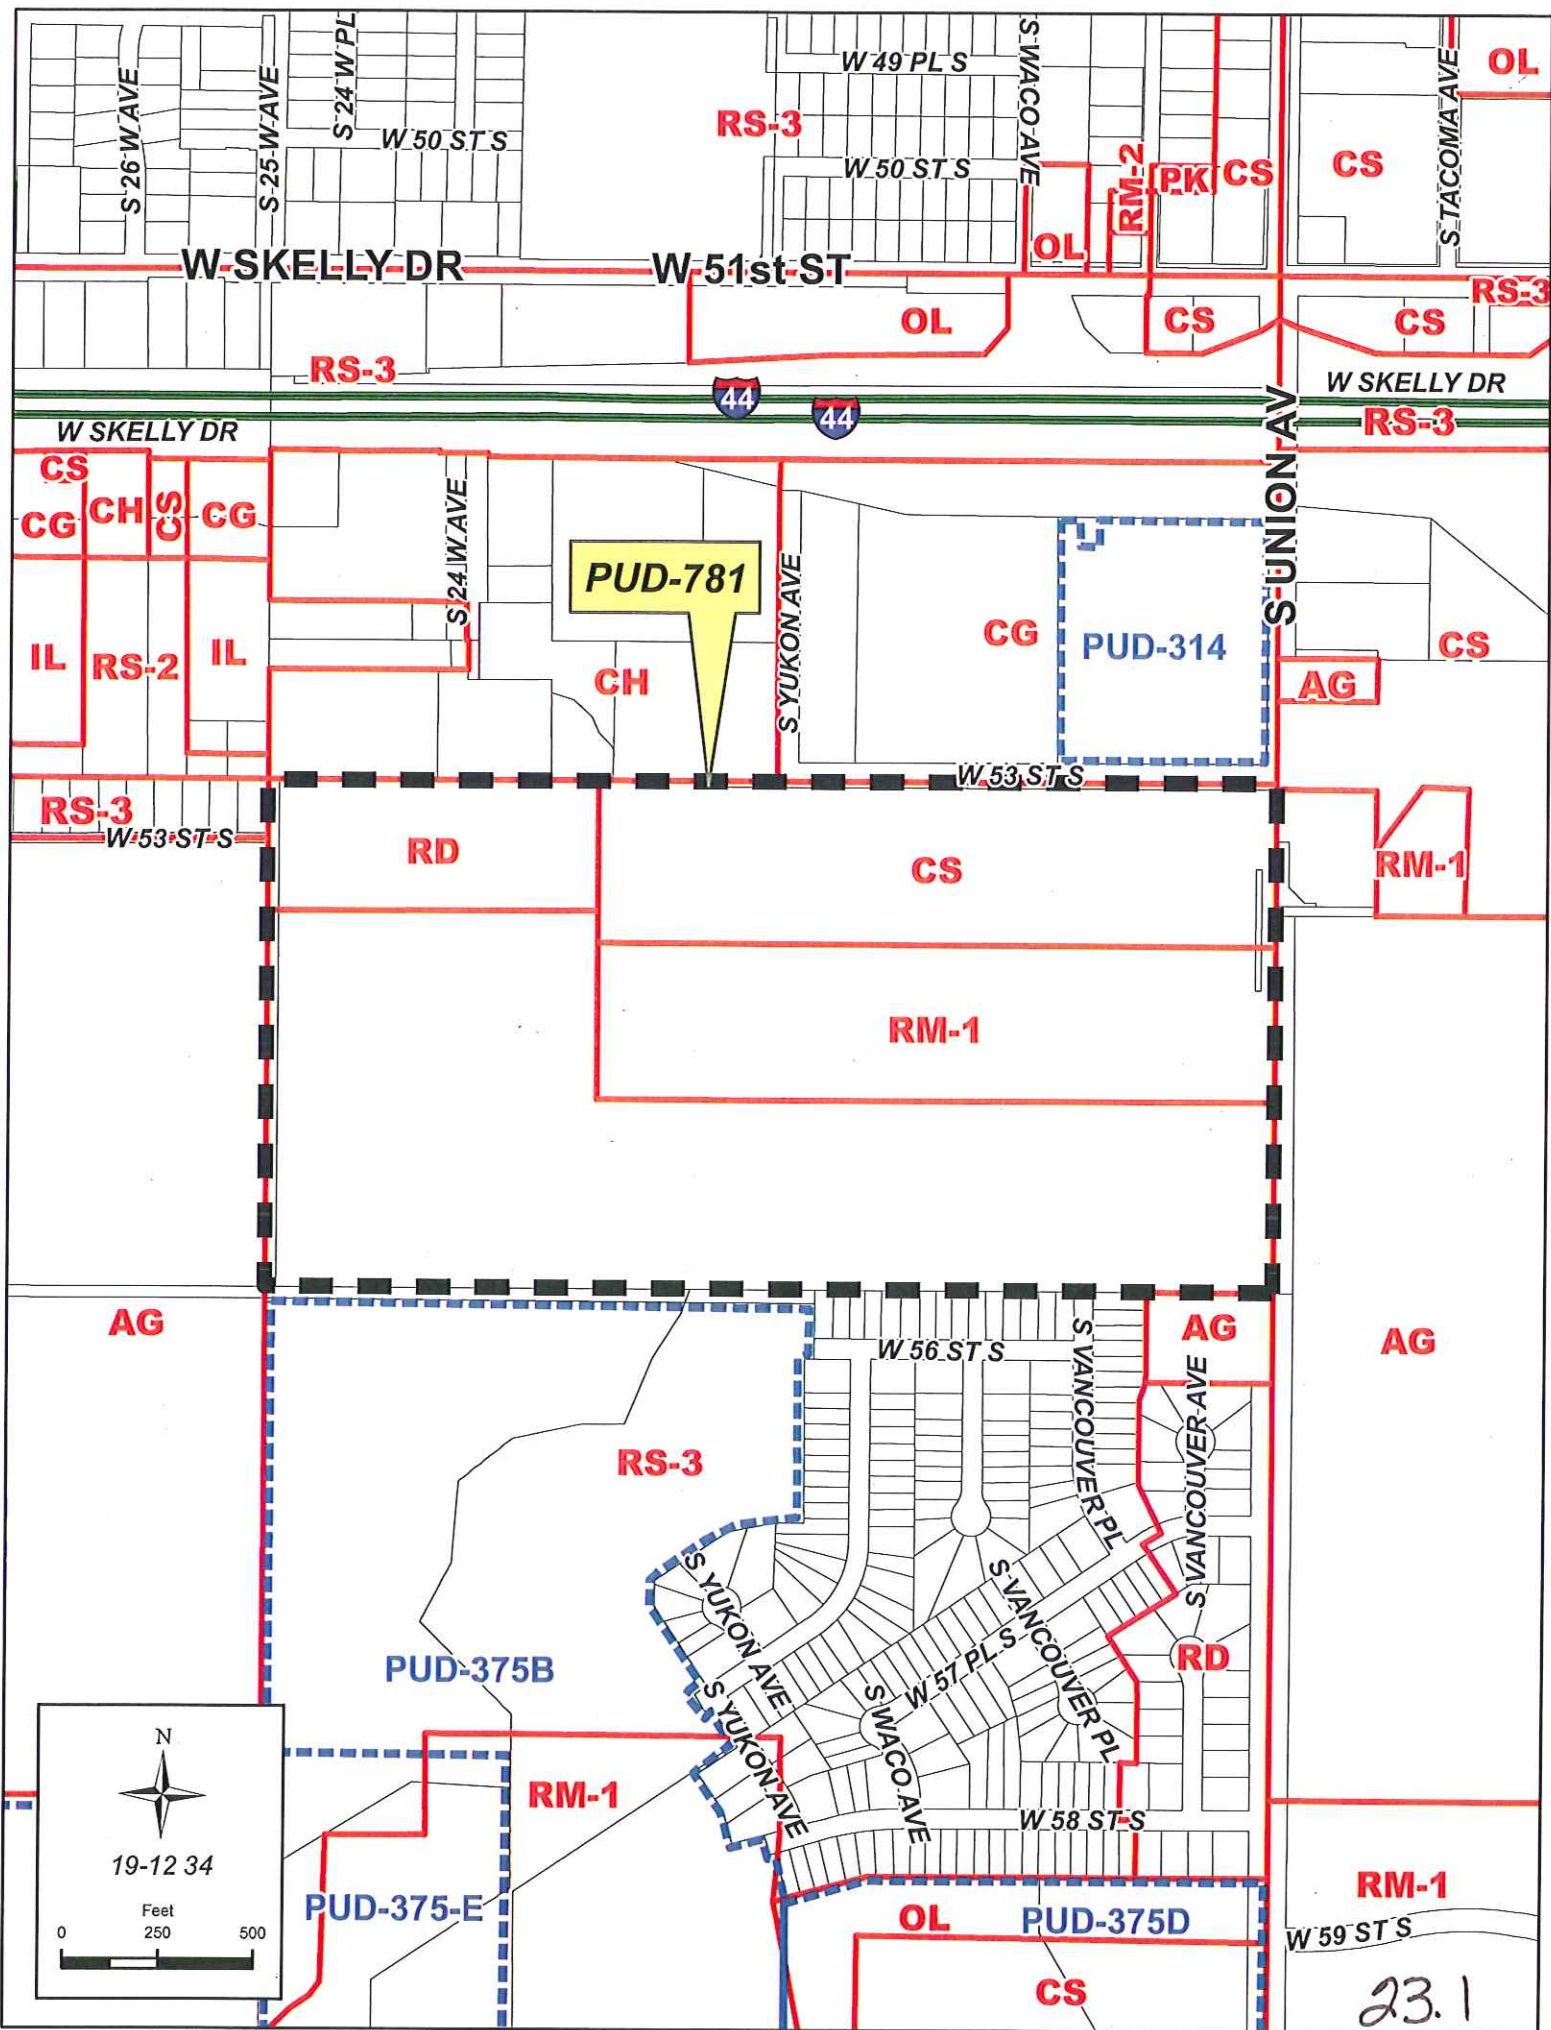 W 49 PL S
OL
S 24 W PL
S WACO AVE
S TACOMA AVE
S 26 W AVE
S 25 W AVE
RS-3
W 50 ST S
W 50 ST S
RM-2
PK
CS
CS
OL
W SKELLY DR
W 51st ST
RS-3
OL
CS
CS
RS-3
44
44
W SKELLY DR
RS-3
W SKELLY DR
S UNION AV
CS
CG
CH
CS
CG
S 24 W AVE
PUD-781
S YUKON AVE
CG
PUD-314
CS
IL
RS-2
IL
CH
AG
W 53 ST S
RS-3
W 53 ST S
RD
CS
RM-1
RM-1
AG
AG
AG
W 56 ST S
S VANCOUVER PL
S VANCOUVER AVE
RS-3
S YUKON AVE
S VANCOUVER PL
W 57 PL S
RD
PUD-375B
S YUKON AVE
S WACO AVE
RM-1
W 58 ST S
N
19-12 34
Feet
0 250 500
PUD-375-E
OL
PUD-375D
RM-1
W 59 ST S
CS
23.1